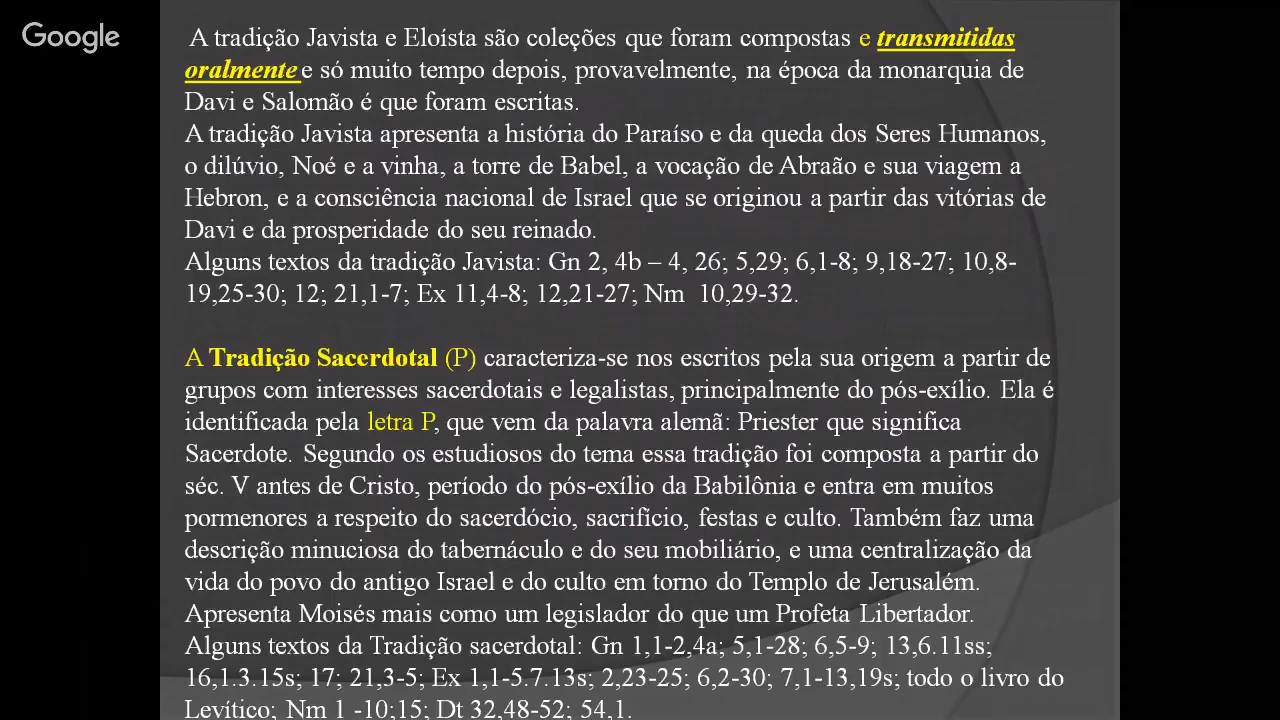 Google
A tradição Javista e Eloísta são coleções que foram compostas e transmitidas
oralmente e só muito tempo depois, provavelmente, na época da monarquia de
Davi e Salomão é que foram escritas.
A tradição Javista apresenta a história do Paraíso e da queda dos Seres Humanos,
o dilúvio, Noé e a vinha, a torre de Babel, a vocação de Abraão e sua viagem a
Hebron, e a consciência nacional de Israel que se originou a partir das vitórias de
Davi e da prosperidade do seu reinado.
Alguns textos da tradição Javista: Gn 2, 4b – 4, 26; 5,29; 6,1-8; 9,18-27; 10,8-
19,25-30; 12; 21,1-7; Ex 11,4-8; 12,21-27; Nm 10,29-32.
A Tradição Sacerdotal (P) caracteriza-se nos escritos pela sua origem a partir de
grupos com interesses sacerdotais e legalistas, principalmente do pós-exílio. Ela é
identificada pela letra P, que vem da palavra alemã: Priester que significa
Sacerdote. Segundo os estudiosos do tema essa tradição foi composta a partir do
séc. V antes de Cristo, período do pós-exílio da Babilônia e entra em muitos
pormenores a respeito do sacerdócio, sacrifício, festas e culto. Também faz uma
descrição minuciosa do tabernáculo e do seu mobiliário, e uma centralização da
vida do povo do antigo Israel e do culto em torno do Templo de Jerusalém.
Apresenta Moisés mais como um legislador do que um Profeta Libertador.
Alguns textos da Tradição sacerdotal: Gn 1,1-2,4a; 5,1-28; 6,5-9; 13,6.11ss;
16,1.3.15s; 17; 21,3-5; Ex 1,1-5.7.13s; 2,23-25; 6,2-30; 7,1-13,19s; todo o livro do
Levítico; Nm 1 -10;15; Dt 32,48-52; 54,1.